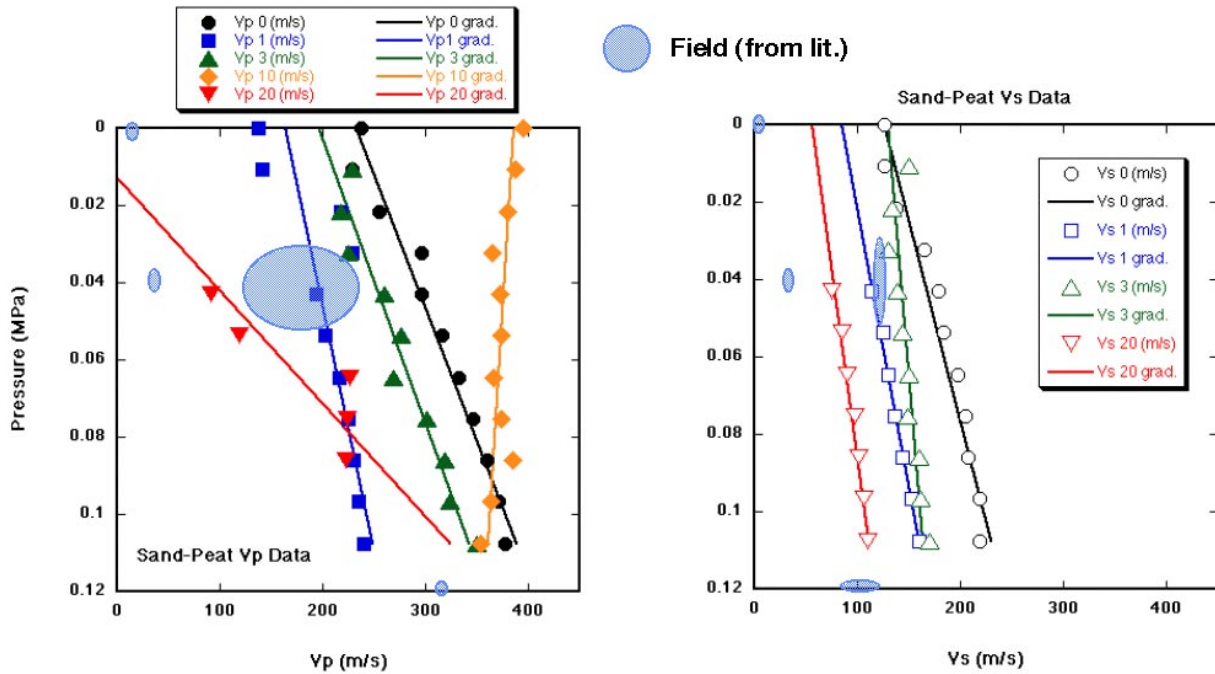 Vp 0 (m/s) Vp 0 grad.
Vp 1 (m/s) Vp1 grad.
Vp 3 (m/s) Vp 3 grad.
Vp 10 (m/s) Vp 10 grad.
Vp 20 (m/s) Vp 20 grad.
Field (from lit.)
Pressure (MPa)
0
0.02
0.04
0.06
0.08
0.1
0.12
Sand-Peat Vp Data
0 100 200 300 400
Vp (m/s)
Sand-Peat Vs Data
0
0.02
0.04
0.06
0.08
0.1
0.12
Vs 0 (m/s)
Vs 0 grad.
Vs 1 (m/s)
Vs 1 grad.
Vs 3 (m/s)
Vs 3 grad.
Vs 20 (m/s)
Vs 20 grad.
0 100 200 300 400
Vs (m/s)